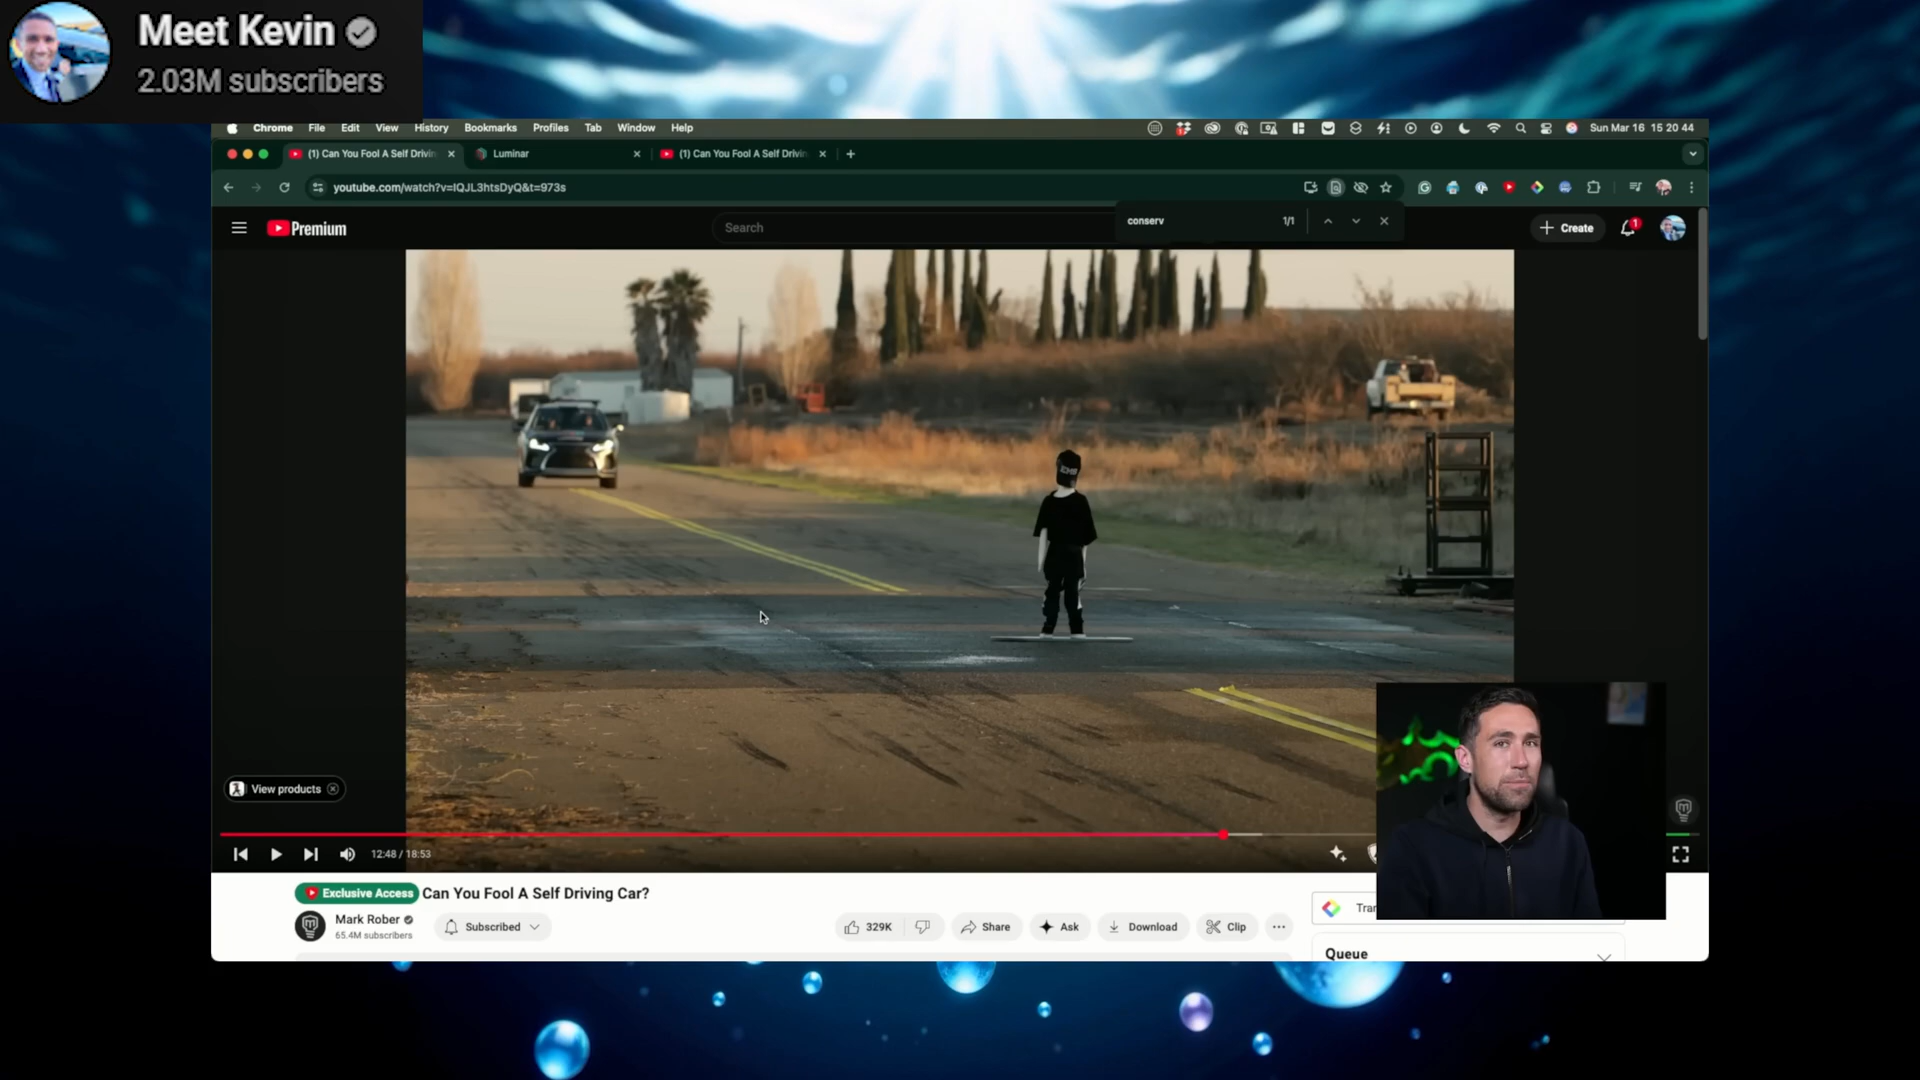 Meet Kevin
2.03M subscribers
Chrome File Edit View History Bookmarks Profiles Tab Window Help
Sun Mar 16 15 20 44
(1) Can You Fool A Self Drivin
Luminar
(1) Can You Fool A Self Drivin
youtube.com/watch?v=IQJL3htsDyQ&t=973s
conserv 1/1
Premium
Search
Create
1
View products
12:48 / 18:53
Exclusive Access Can You Fool A Self Driving Car?
Mark Rober
65.4M subscribers
Subscribed
329K
Share
Ask
Download
Clip
Tra
Queue